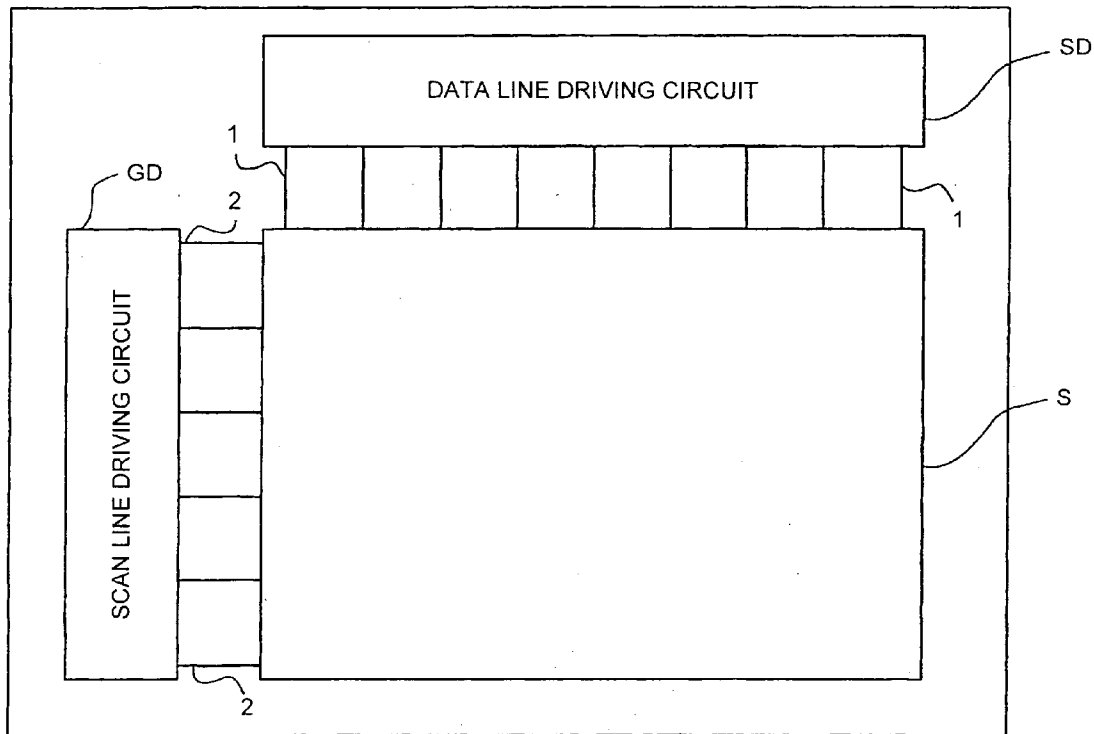 SD
DATA LINE DRIVING CIRCUIT
1
GD
2
1
SCAN LINE DRIVING CIRCUIT
S
2